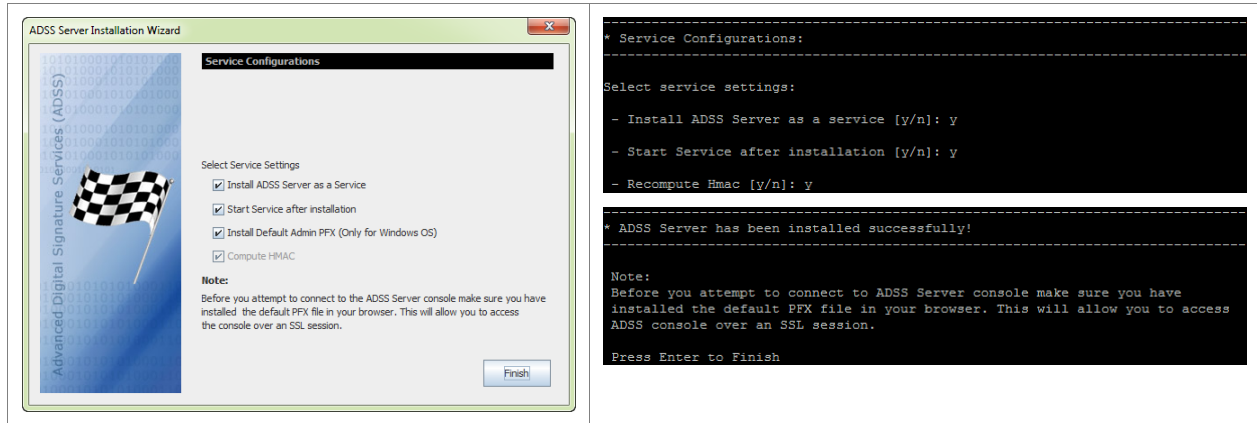 ADSS Server Installation Wizard
Advanced Digital Signature Services (ADSS)
Service Configurations
Select Service Settings
Install ADSS Server as a Service
Start Service after installation
Install Default Admin PFX (Only for Windows OS)
Compute HMAC
Note:
Before you attempt to connect to the ADSS Server console make sure you have
installed the default PFX file in your browser. This will allow you to access
the console over an SSL session.
Finish
* Service Configurations:
Select service settings:
- Install ADSS Server as a service [y/n]: y
- Start Service after installation [y/n]: y
- Recompute Hmac [y/n]: y
* ADSS Server has been installed successfully!
Note:
Before you attempt to connect to ADSS Server console make sure you have
installed the default PFX file in your browser. This will allow you to access
ADSS console over an SSL session.
Press Enter to Finish